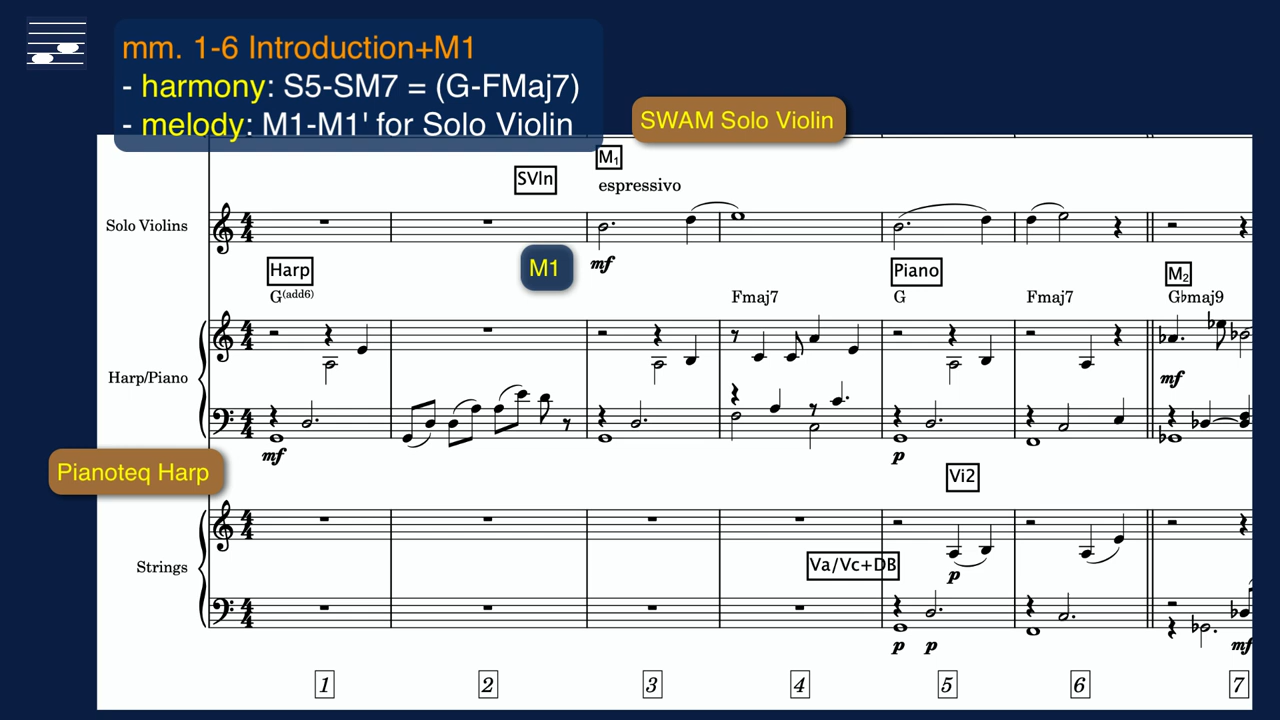 mm. 1-6 Introduction+M1
- harmony: S5-SM7 = (G-FMaj7)
- melody: M1-M1' for Solo Violin
SWAM Solo Violin
M1
SVln
espressivo
Solo Violins
mf
M1
Harp
Piano
M2
G(add6)
Fmaj7
G
Fmaj7
G♭maj9
Harp/Piano
mf
mf
p
Pianoteq Harp
Vi2
Strings
Va/Vc+DB
p
p
p
mf
1
2
3
4
5
6
7